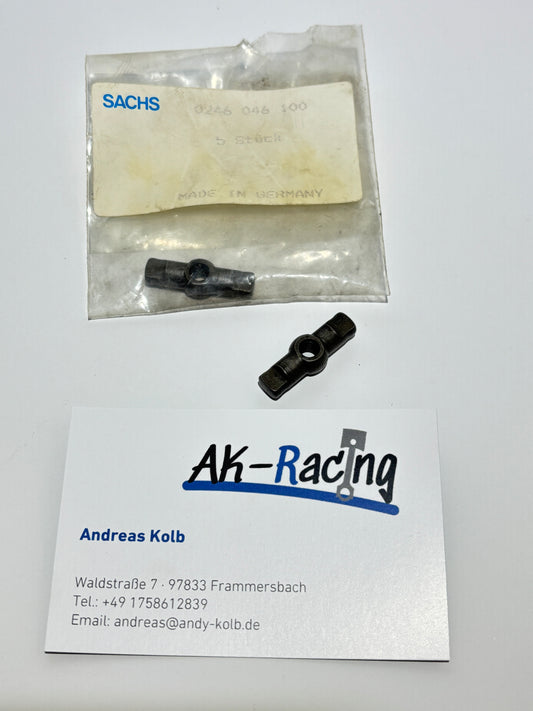 SACHS
0246 046 100
5 Stück
MADE IN GERMANY
AK-Racing
Andreas Kolb
Waldstraße 7 · 97833 Frammersbach
Tel.: +49 1758612839
Email: andreas@andy-kolb.de